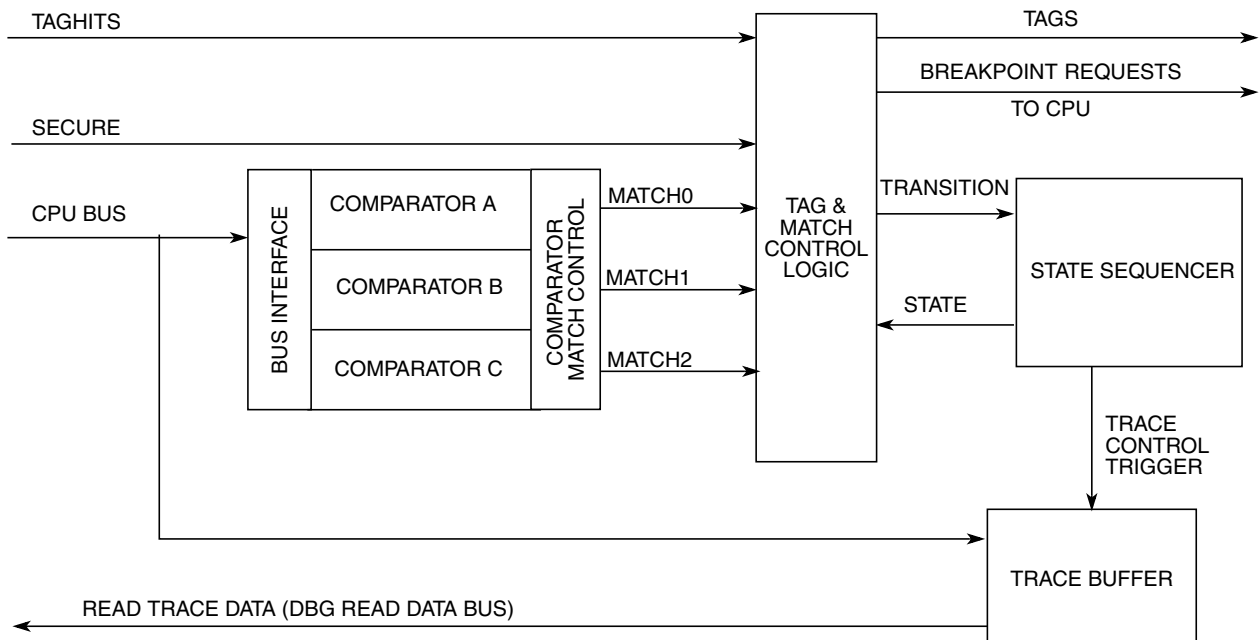 TAGHITS
TAGS
BREAKPOINT REQUESTS
TO CPU
SECURE
CPU BUS
BUS INTERFACE
COMPARATOR A
COMPARATOR B
COMPARATOR C
COMPARATOR
MATCH CONTROL
MATCH0
MATCH1
MATCH2
TAG &
MATCH
CONTROL
LOGIC
TRANSITION
STATE
STATE SEQUENCER
TRACE
CONTROL
TRIGGER
TRACE BUFFER
READ TRACE DATA (DBG READ DATA BUS)